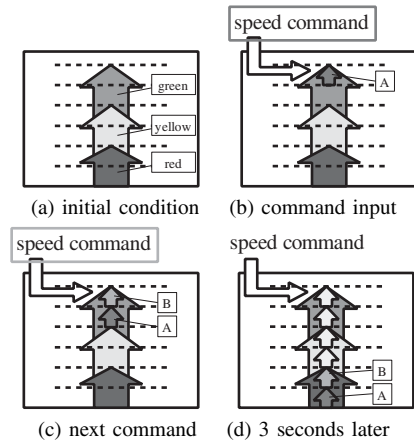 speed command
green
yellow
red
A
(a) initial condition
(b) command input
speed command
speed command
B
A
B
A
(c) next command
(d) 3 seconds later